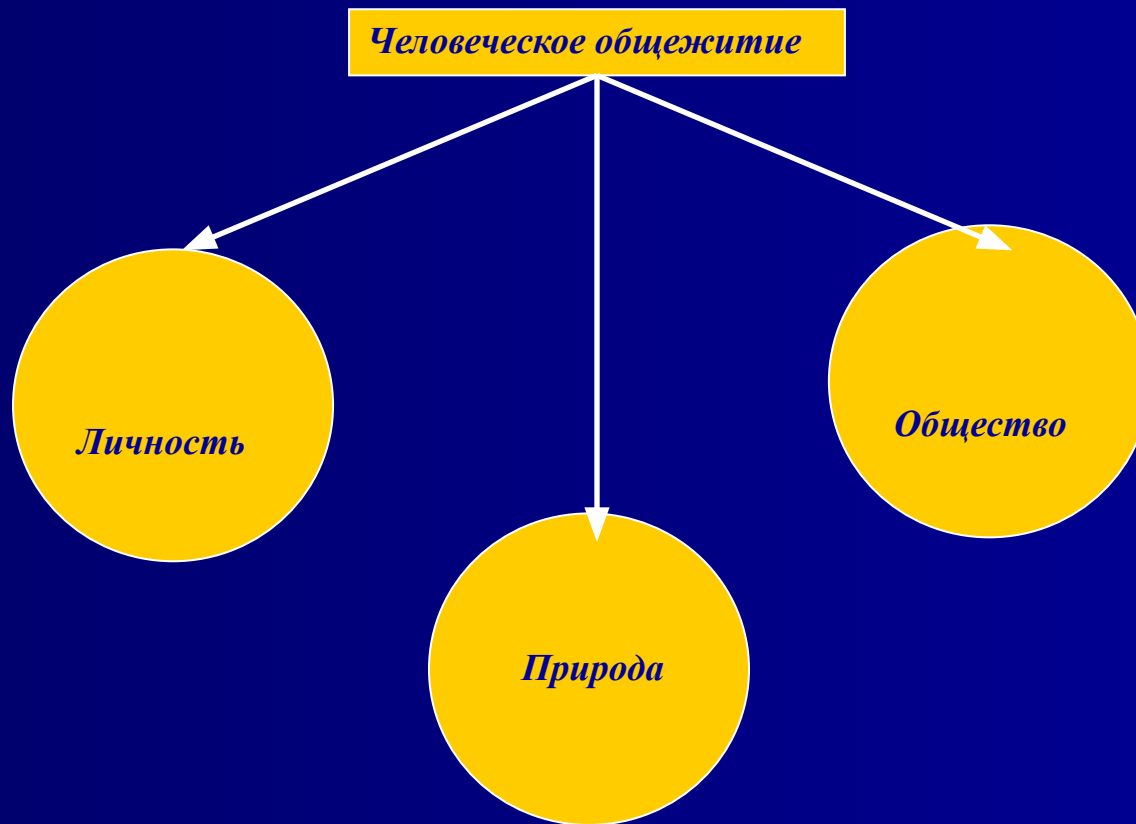 Человеческое общежитие
Личность
Общество
Природа